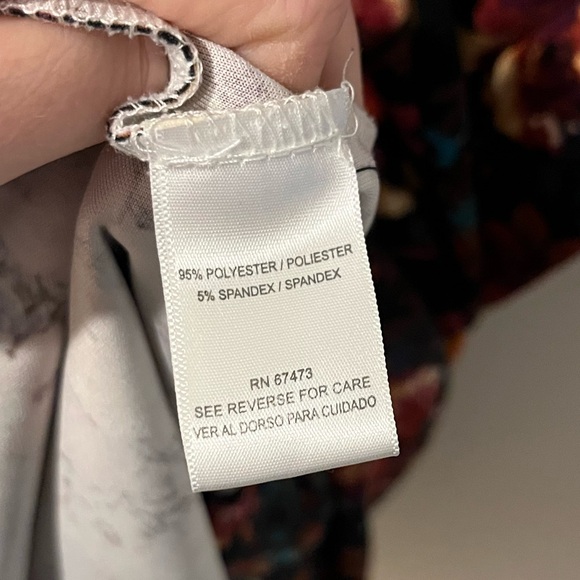 95% POLYESTER / POLIESTER
5% SPANDEX / SPANDEX
RN 67473
SEE REVERSE FOR CARE
VER AL DORSO PARA CUIDADO